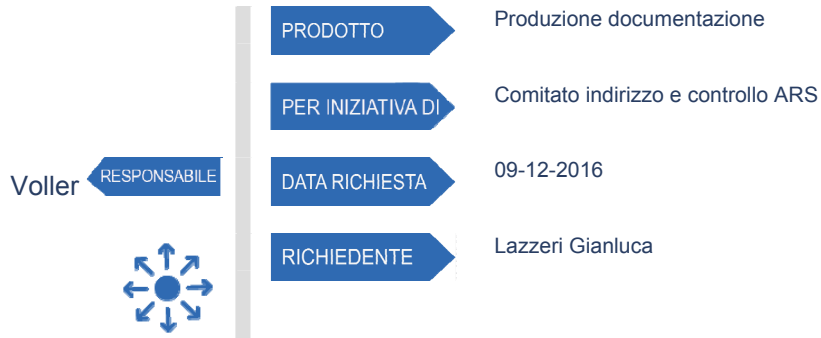 PRODOTTO Produzione documentazione
PER INIZIATIVA DI Comitato indirizzo e controllo ARS
Voller RESPONSABILE
DATA RICHIESTA 09-12-2016
RICHIEDENTE Lazzeri Gianluca